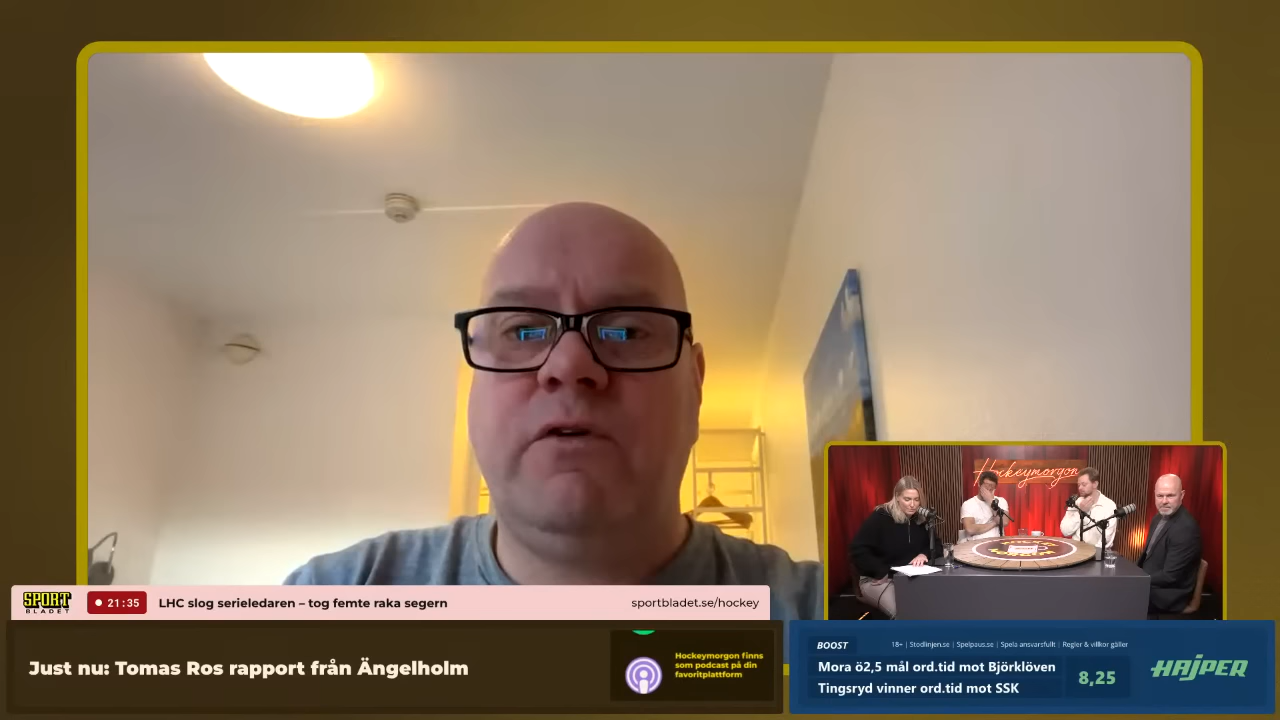 Hockeymorgon
SPORT
BLADET
21:35
LHC slog serieledaren – tog femte raka segern
sportbladet.se/hockey
Just nu: Tomas Ros rapport från Ängelholm
Hockeymorgon finns
som podcast på din
favoritplattform
BOOST
18+ | Stodlinjen.se | Spelpaus.se | Spela ansvarsfullt | Regler & villkor gäller
Mora ö2,5 mål ord.tid mot Björklöven
Tingsryd vinner ord.tid mot SSK
8,25
HAJPER